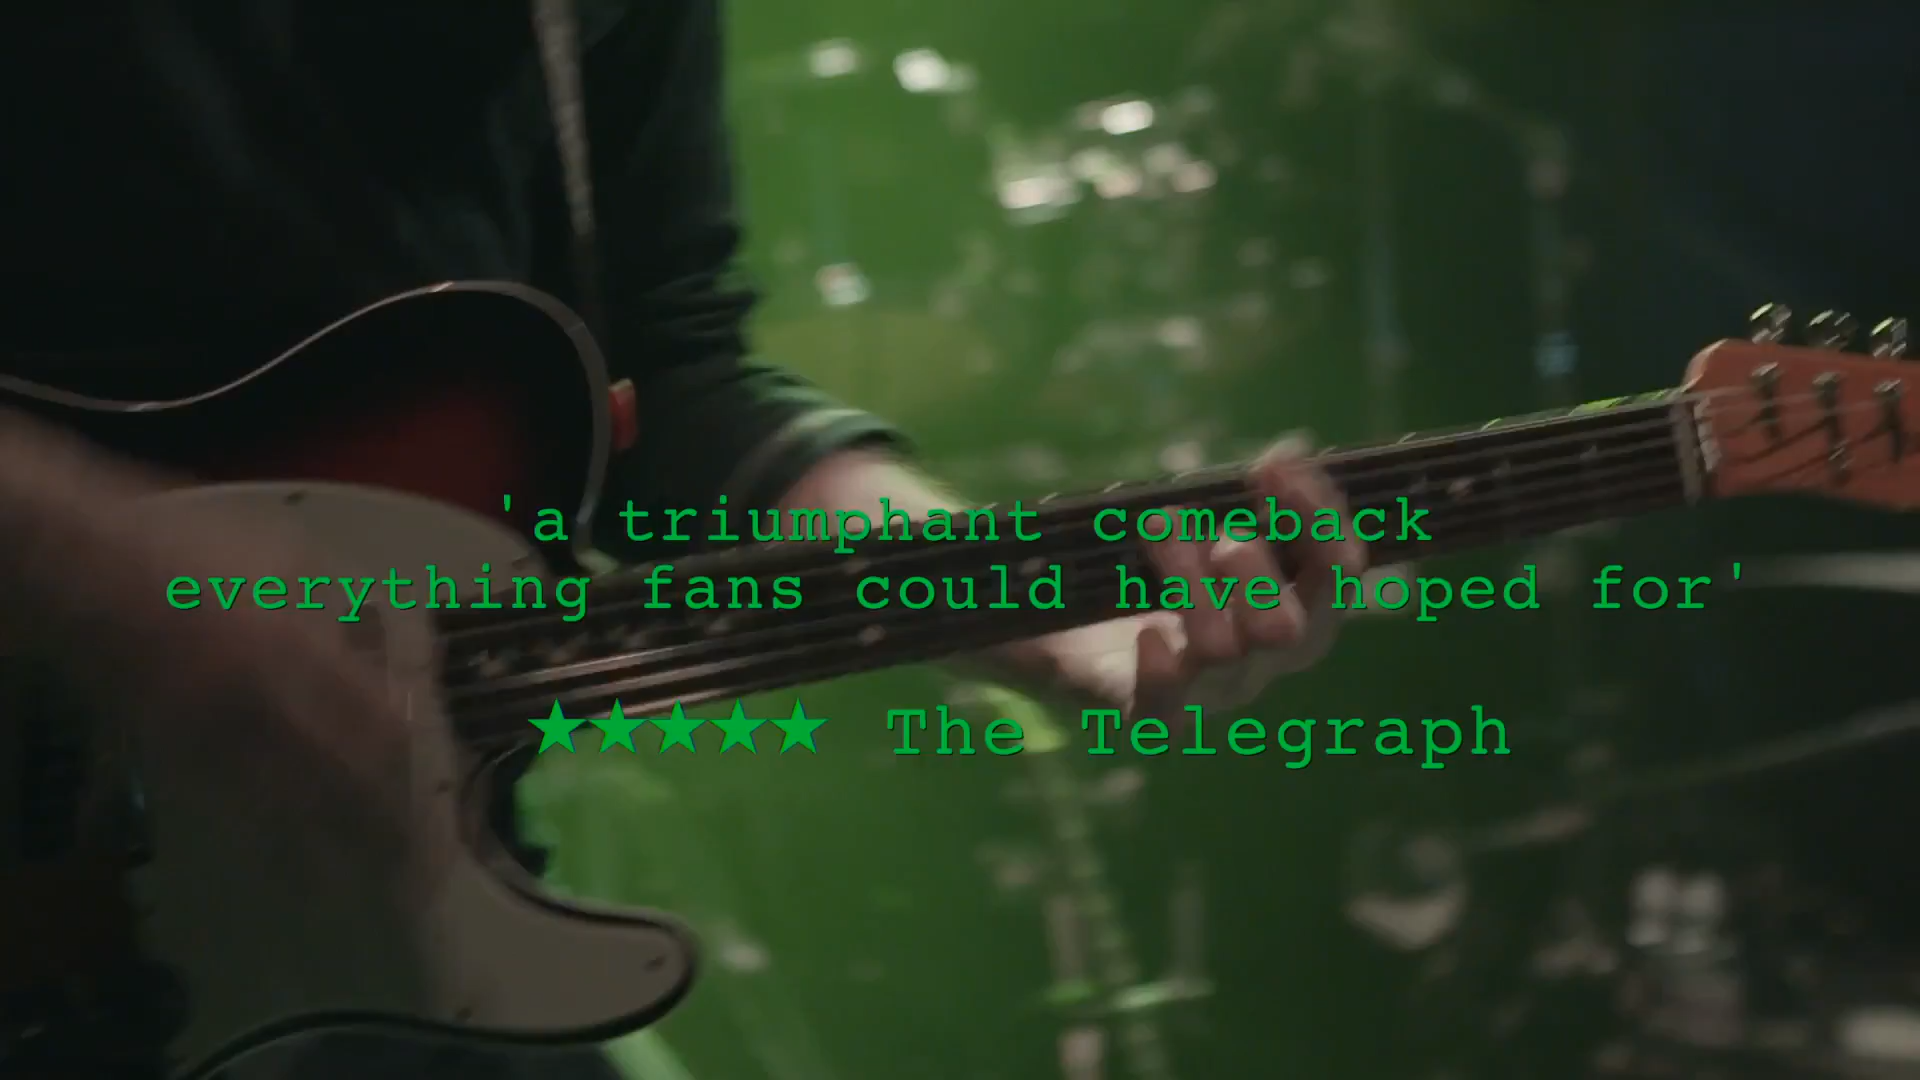 'a triumphant comeback
everything fans could have hoped for'
★★★★★ The Telegraph